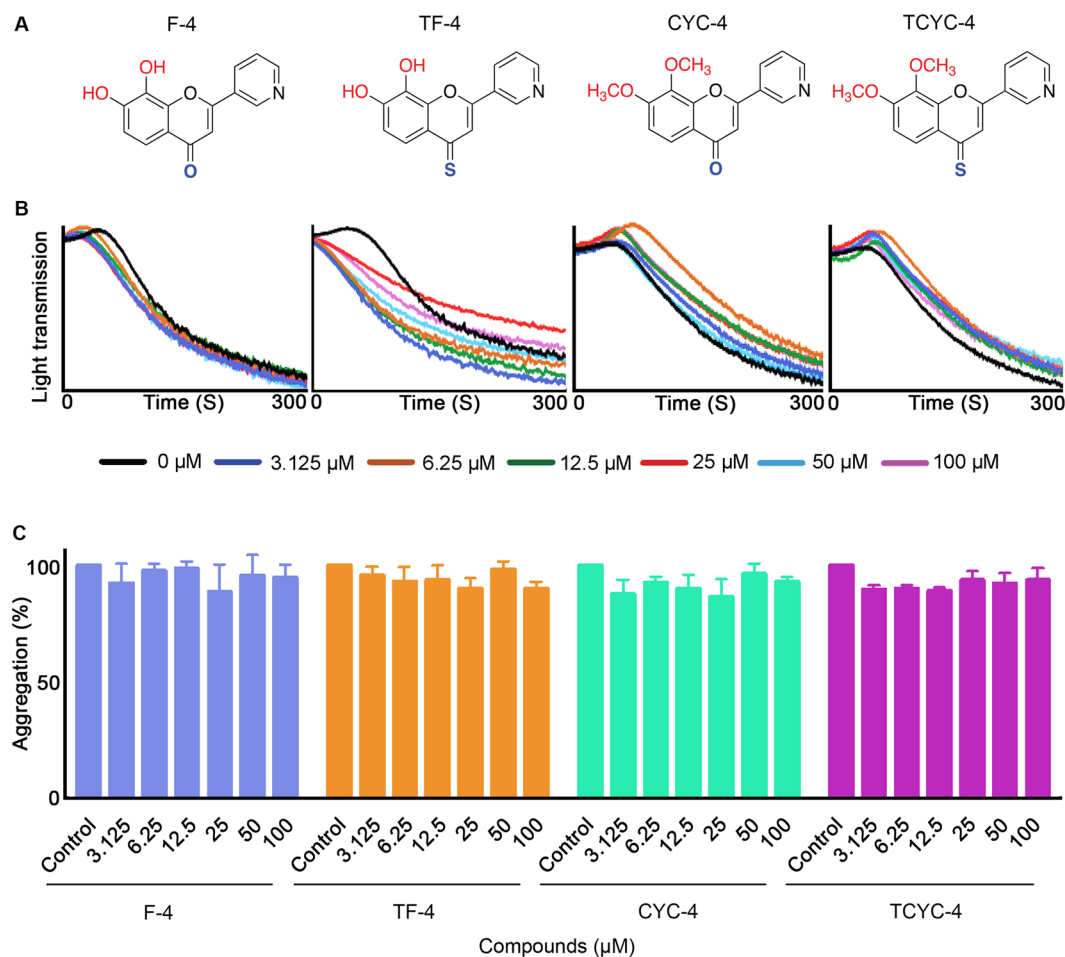 A F-4 TF-4 CYC-4 TCYC-4
OH OH OCH3 OCH3
HO HO H3CO H3CO
O O O O
N N N N
O S O S
B
Light transmission
0 Time (S) 300 0 Time (S) 300 0 Time (S) 300 0 Time (S) 300
0 µM 3.125 µM 6.25 µM 12.5 µM 25 µM 50 µM 100 µM
C
Aggregation (%)
100
50
0
Control 3.125 6.25 12.5 25 50 100 Control 3.125 6.25 12.5 25 50 100 Control 3.125 6.25 12.5 25 50 100 Control 3.125 6.25 12.5 25 50 100
F-4 TF-4 CYC-4 TCYC-4
Compounds (µM)